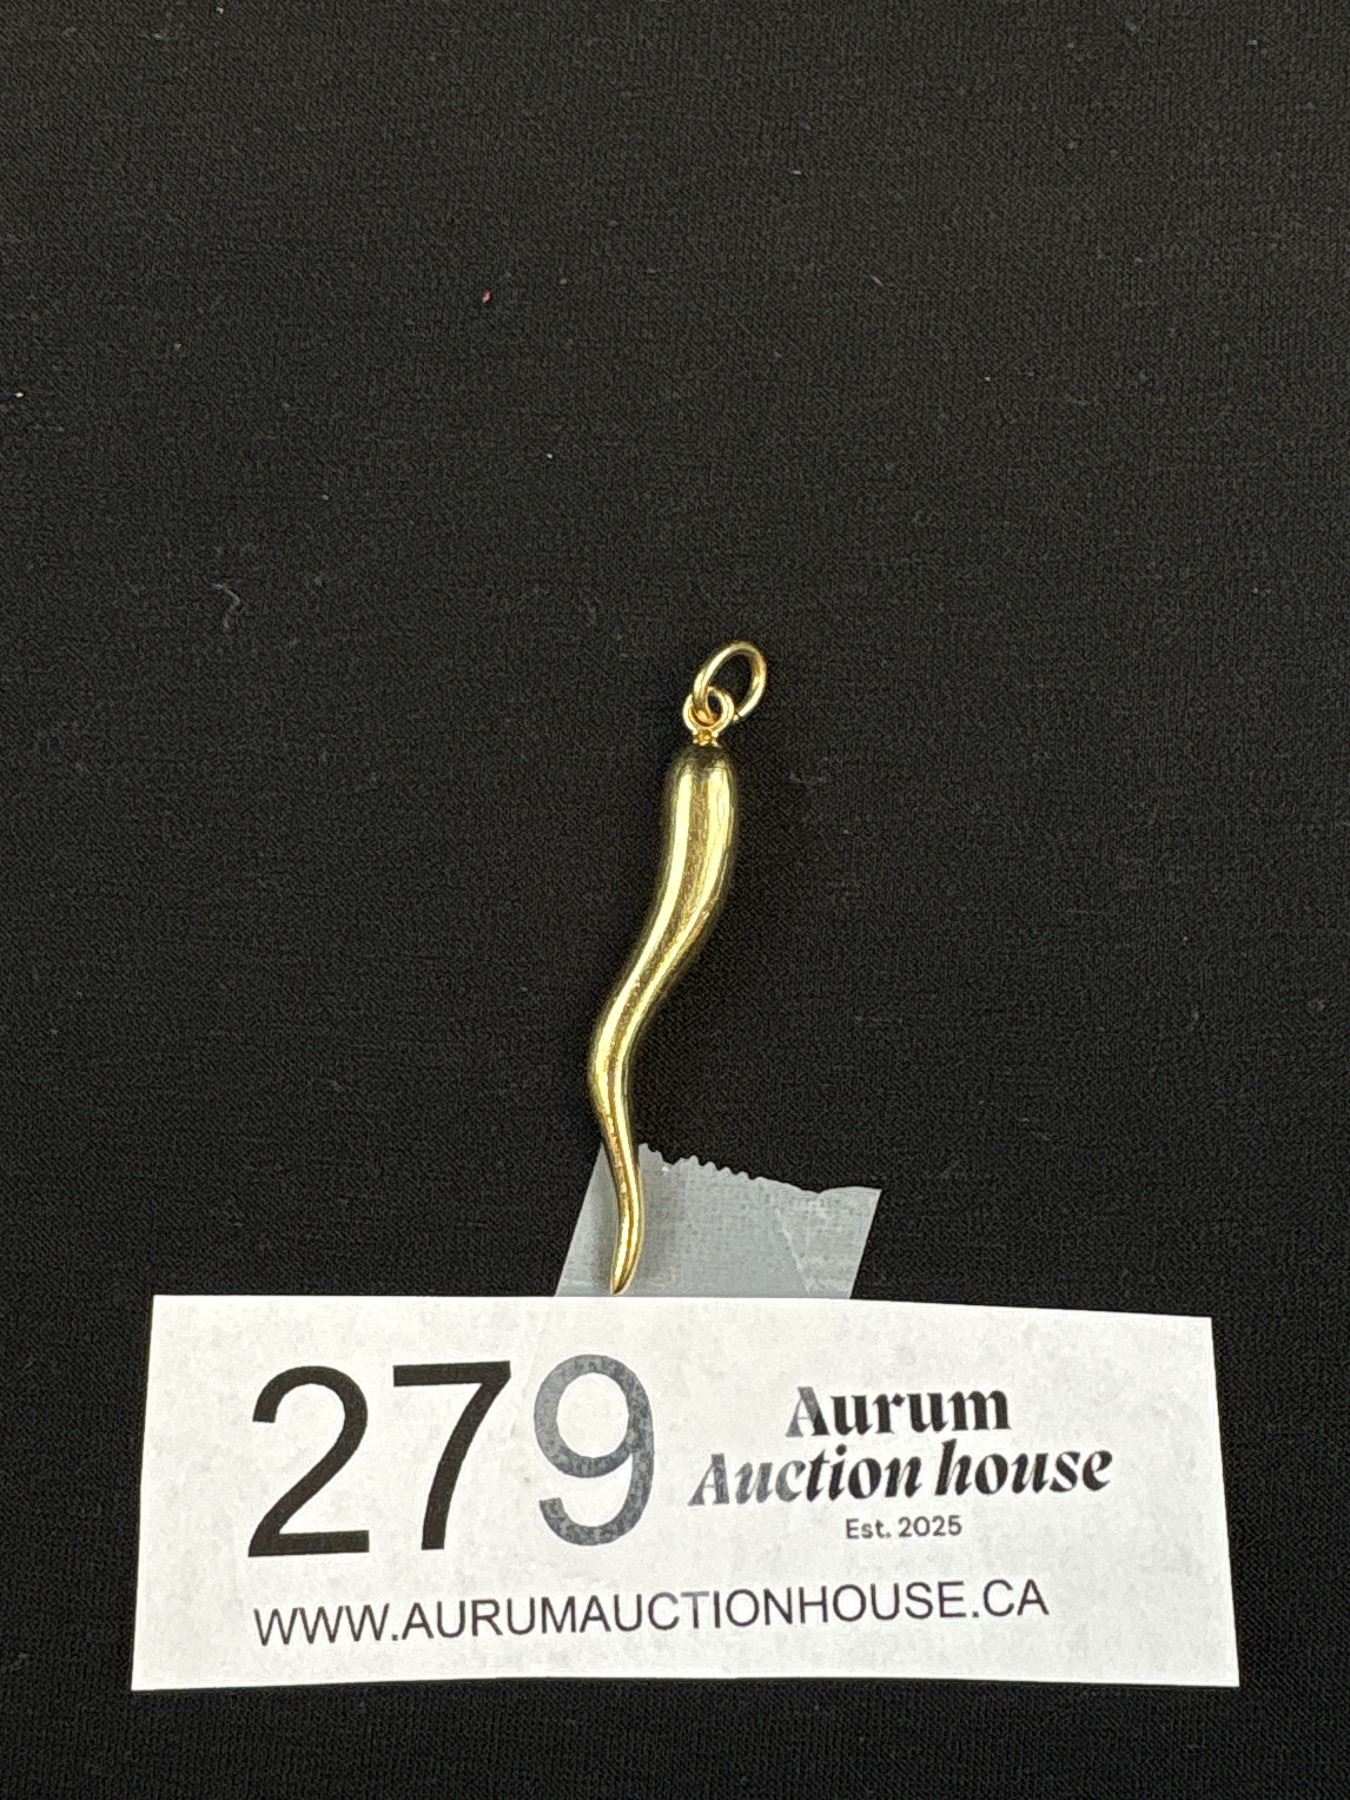 279
Aurum
Auction house
Est. 2025
WWW.AURUMAUCTIONHOUSE.CA